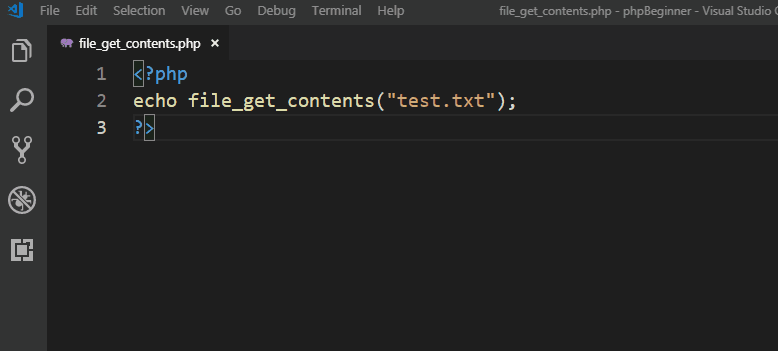 File Edit Selection View Go Debug Terminal Help file_get_contents.php - phpBeginner - Visual Studio
file_get_contents.php ×
1 <?php
2 echo file_get_contents("test.txt");
3 ?>